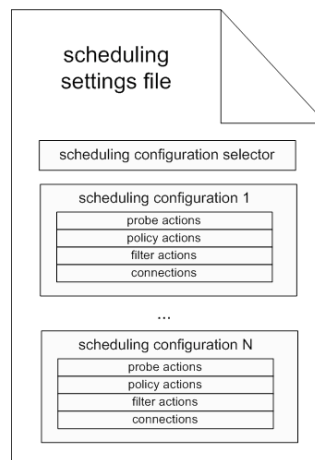 scheduling
settings file
scheduling configuration selector
scheduling configuration 1
probe actions
policy actions
filter actions
connections
...
scheduling configuration N
probe actions
policy actions
filter actions
connections